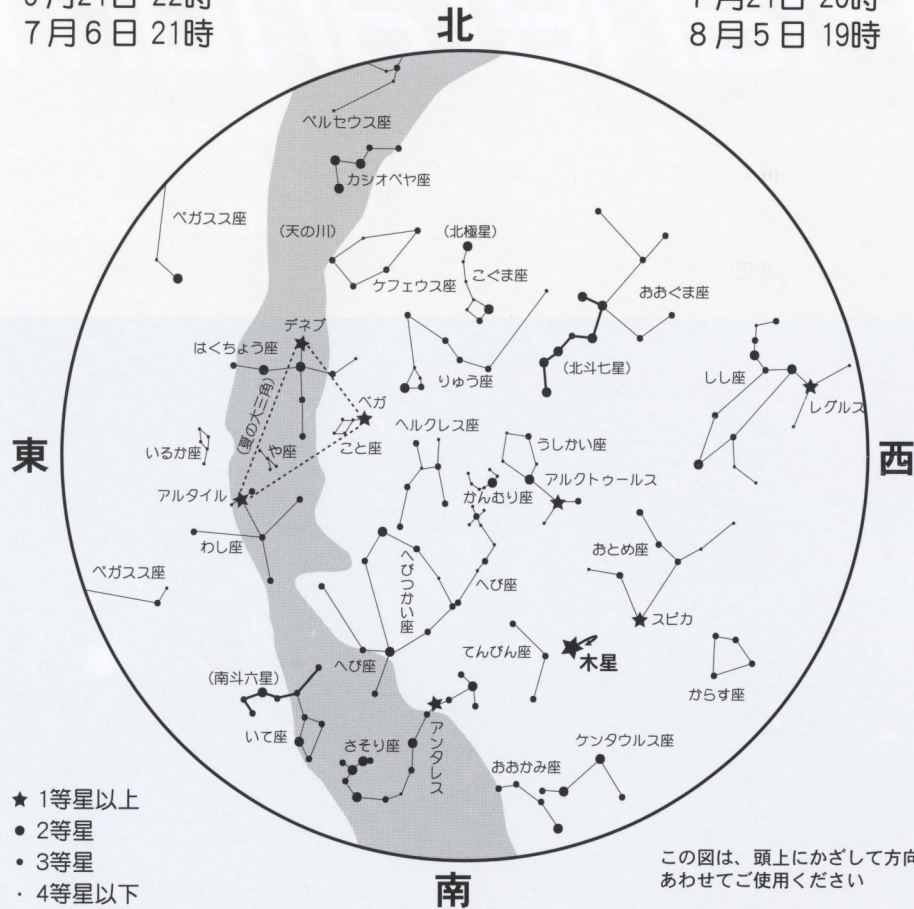 7月6日 21時
8月5日 19時
北
ペルセウス座
カシオペヤ座
ペガスス座
(天の川)
(北極星)
こぐま座
ケフェウス座
おおぐま座
デネブ
はくちょう座
(北斗七星)
りゅう座
しし座
レグルス
(夏の大三角)
ベガ
こと座
ヘルクレス座
うしかい座
いるか座
や座
東
西
アルタイル
かんむり座
アルクトゥールス
わし座
おとめ座
ペガスス座
へびつかい座
へび座
スピカ
てんびん座
木星
へび座
からす座
(南斗六星)
いて座
さそり座
アンタレス
おおかみ座
ケンタウルス座
★ 1等星以上
● 2等星
• 3等星
· 4等星以下
南
この図は、頭上にかざして方向
あわせてご使用ください